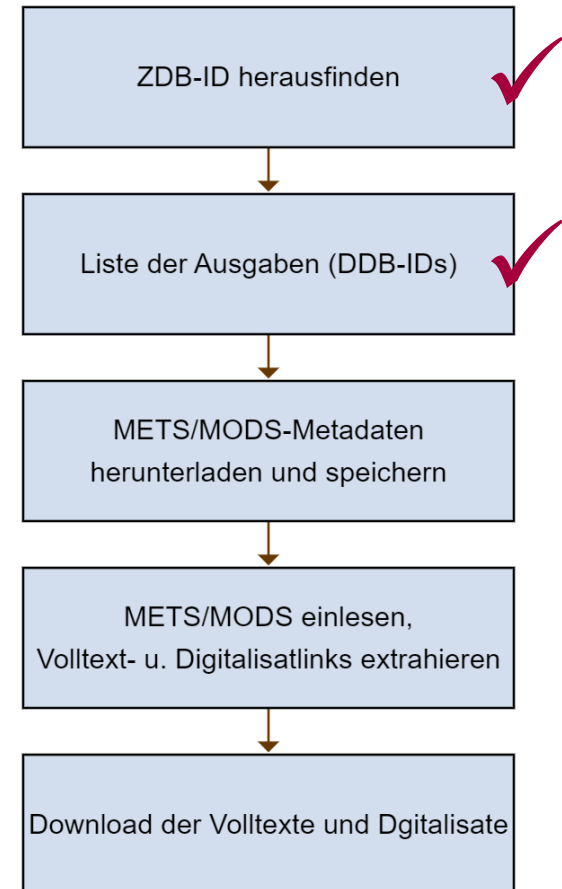 ZDB-ID herausfinden
Liste der Ausgaben (DDB-IDs)
METS/MODS-Metadaten
herunterladen und speichern
METS/MODS einlesen,
Volltext- u. Digitalisatlinks extrahieren
Download der Volltexte und Dgitalisate